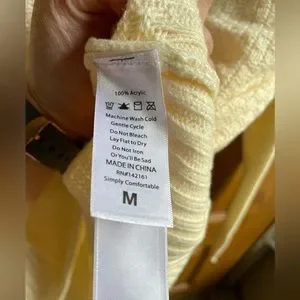 100% Acrylic
Machine Wash Cold
Gentle Cycle
Do Not Bleach
Lay Flat to Dry
Do Not Iron
Or You'll Be Sad
MADE IN CHINA
RN#142161
Simply Comfortable
M